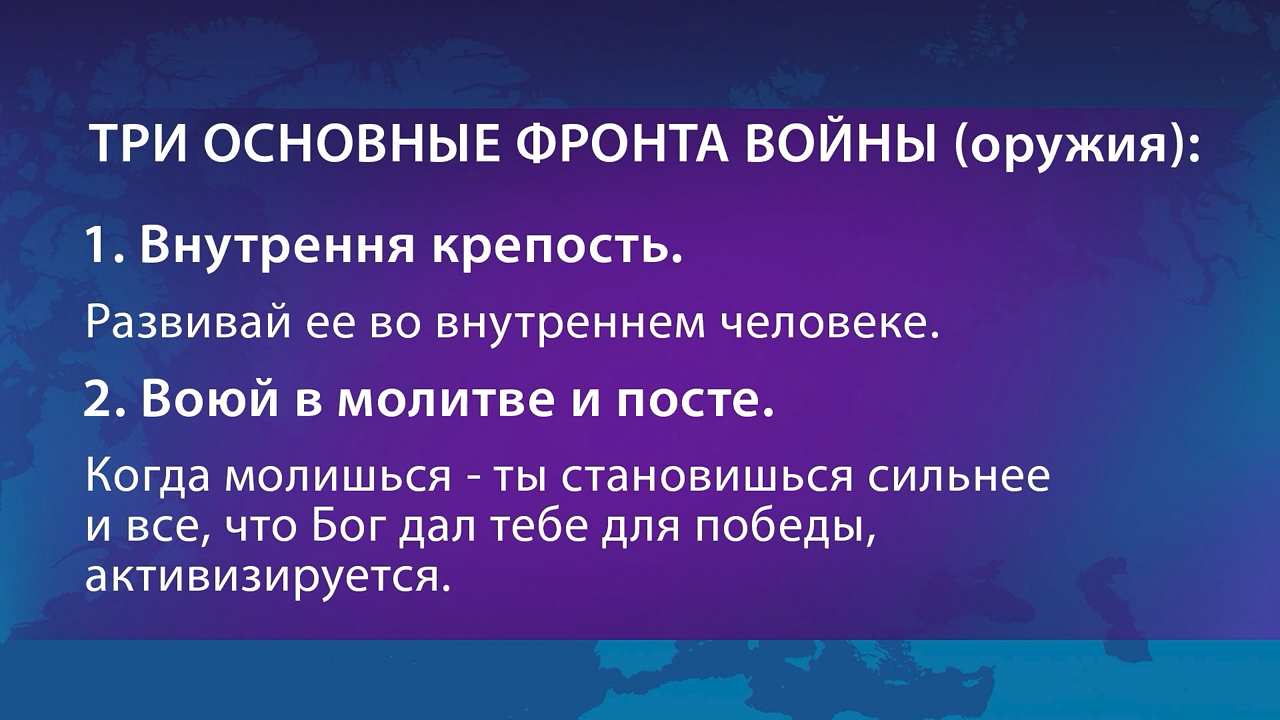 ТРИ ОСНОВНЫЕ ФРОНТА ВОЙНЫ (оружия):
1. Внутрення крепость.
Развивай ее во внутреннем человеке.
2. Воюй в молитве и посте.
Когда молишься - ты становишься сильнее
и все, что Бог дал тебе для победы,
активизируется.